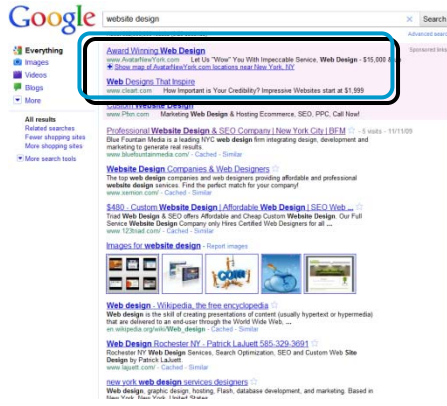 Google
website design
×
Search
Advanced search
Everything
Images
Videos
Blogs
More
All results
Related searches
Fewer shopping sites
More shopping sites
More search tools
Sponsored links
Award Winning Web Design
www.AvatarNewYork.com Let Us "Wow" You With Impeccable Service, Web Design - $15,000 &
Show map of AvatarNewYork.com locations near New York, NY
Web Designs That Inspire
www.cleart.com How Important is Your Credibility? Impressive Websites start at $1,999
Custom Website Design
Marketing Web Design & Hosting Ecommerce, SEO, PPC, Call Now!
Professional Website Design & SEO Company | New York City | BFM - 5 visits - 11/11/09
Blue Fountain Media is a leading NYC web design firm integrating design, development and
marketing to generate real results.
www.bluefountainmedia.com/ - Cached - Similar
Website Design Companies & Web Designers
The top web design companies and web designers providing affordable and professional
website design services. Find the perfect match for your company!
www.xemion.com/ - Cached - Similar
$480 - Custom Website Design | Affordable Web Design | SEO Web ...
Triad Web Design & SEO offers Affordable and Cheap Custom Website Design. Our Full
Service Website Design Company only Hires Certified Web Designers for all ...
www.123triad.com/ - Cached - Similar
Images for website design - Report images
Web design - Wikipedia, the free encyclopedia
Web design is the skill of creating presentations of content (usually hypertext or hypermedia)
that are delivered to an end-user through the World Wide Web, ...
en.wikipedia.org/wiki/Web_design - Cached - Similar
Web Design Rochester NY - Patrick LaJuett 585-329-3691
Rochester NY Web Design Services, Search Optimization, SEO and Custom Web Site
Design by Patrick LaJuett.
www.lajuett.com/ - Cached - Similar
new york web design services designers
Web design, graphic design, hosting, Flash, database development, and marketing. Based in
New York, New York, United States.